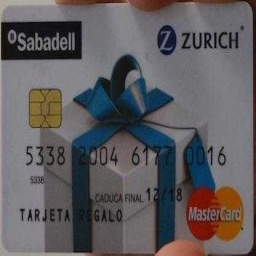 Sabadell
Z ZURICH
5338 2004 6177 0016
5338
CADUCA FINAL 12/18
TARJETA REGALO
MasterCard